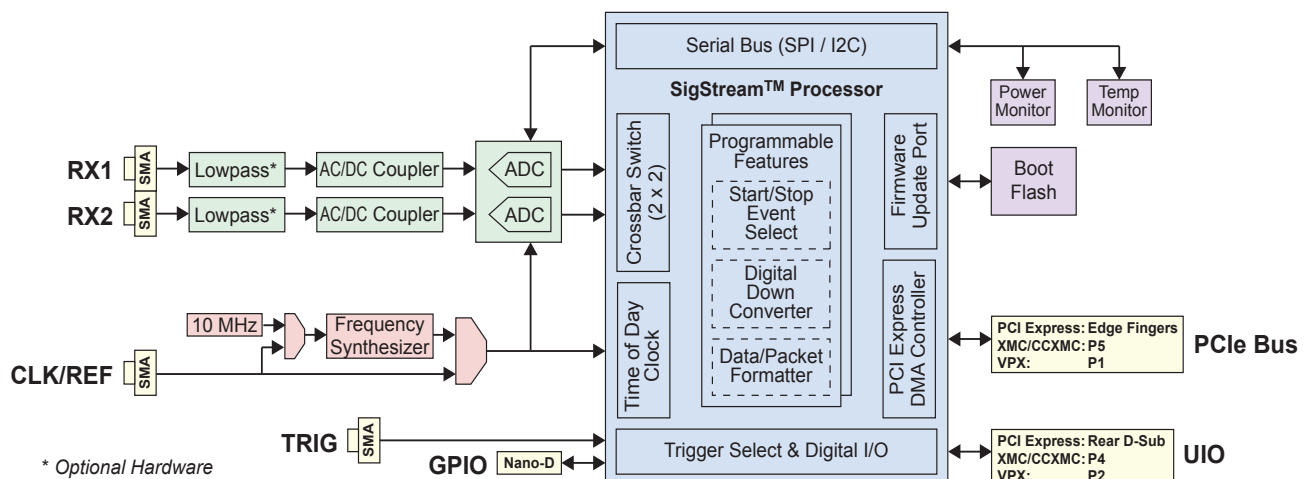 Serial Bus (SPI / I2C)
SigStream™ Processor
Power
Monitor
Temp
Monitor
RX1
SMA
Lowpass*
AC/DC Coupler
ADC
RX2
SMA
Lowpass*
AC/DC Coupler
ADC
Crossbar Switch
(2 x 2)
Programmable
Features
Start/Stop
Event
Select
Digital
Down
Converter
Data/Packet
Formatter
Firmware
Update Port
Boot
Flash
10 MHz
Frequency
Synthesizer
CLK/REF
SMA
Time of Day
Clock
PCI Express
DMA Controller
PCI Express: Edge Fingers
XMC/CCXMC: P5
VPX: P1
PCIe Bus
TRIG
SMA
GPIO
Nano-D
Trigger Select & Digital I/O
PCI Express: Rear D-Sub
XMC/CCXMC: P4
VPX: P2
UIO
* Optional Hardware